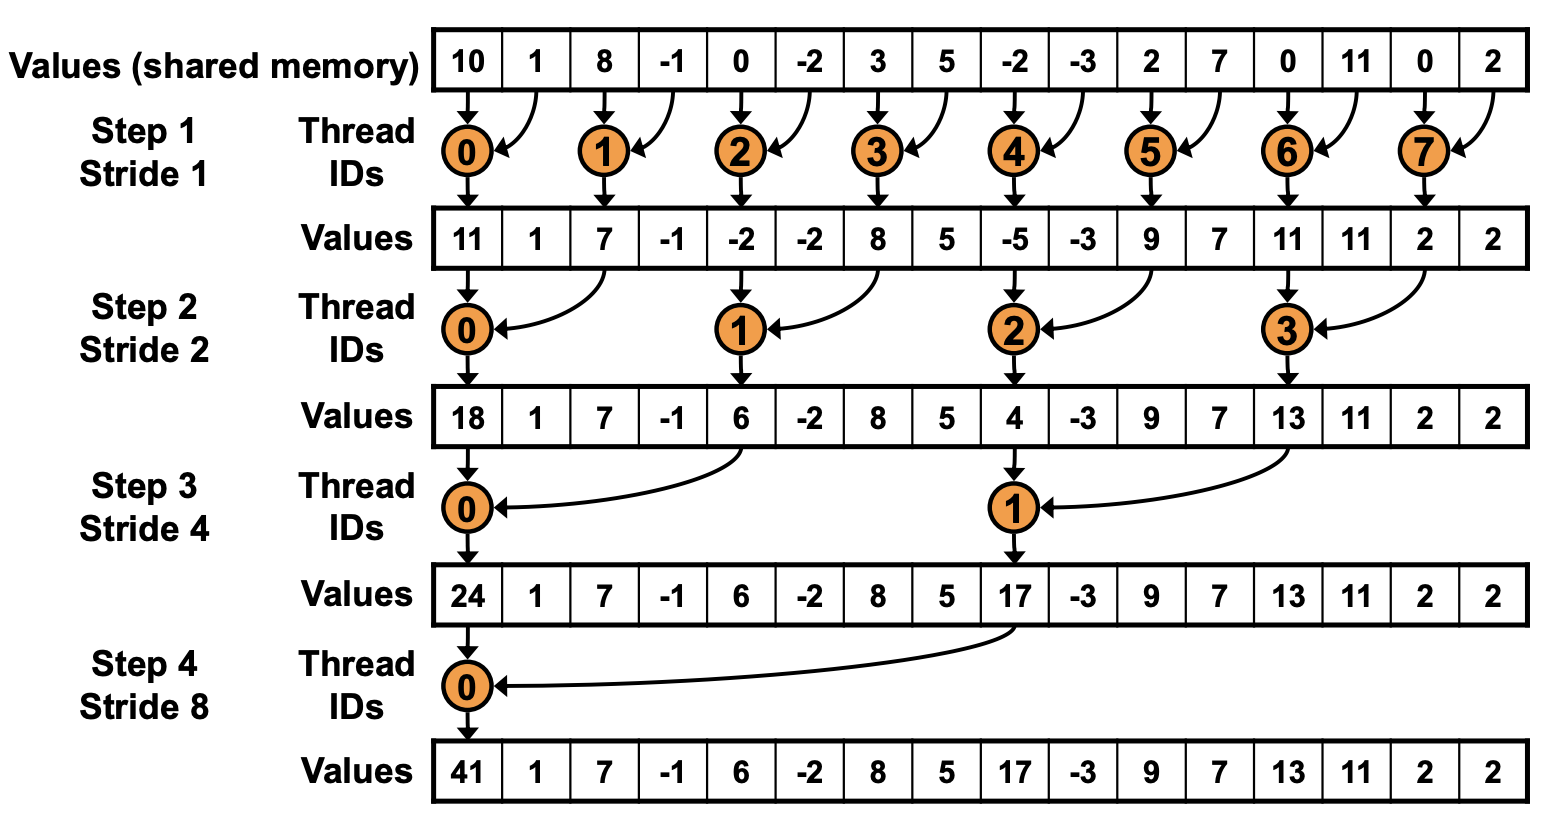 Values (shared memory) 10 1 8 -1 0 -2 3 5 -2 -3 2 7 0 11 0 2
Step 1 Thread
Stride 1 IDs
0 1 2 3 4 5 6 7
Values 11 1 7 -1 -2 -2 8 5 -5 -3 9 7 11 11 2 2
Step 2 Thread
Stride 2 IDs
0 1 2 3
Values 18 1 7 -1 6 -2 8 5 4 -3 9 7 13 11 2 2
Step 3 Thread
Stride 4 IDs
0 1
Values 24 1 7 -1 6 -2 8 5 17 -3 9 7 13 11 2 2
Step 4 Thread
Stride 8 IDs
0
Values 41 1 7 -1 6 -2 8 5 17 -3 9 7 13 11 2 2